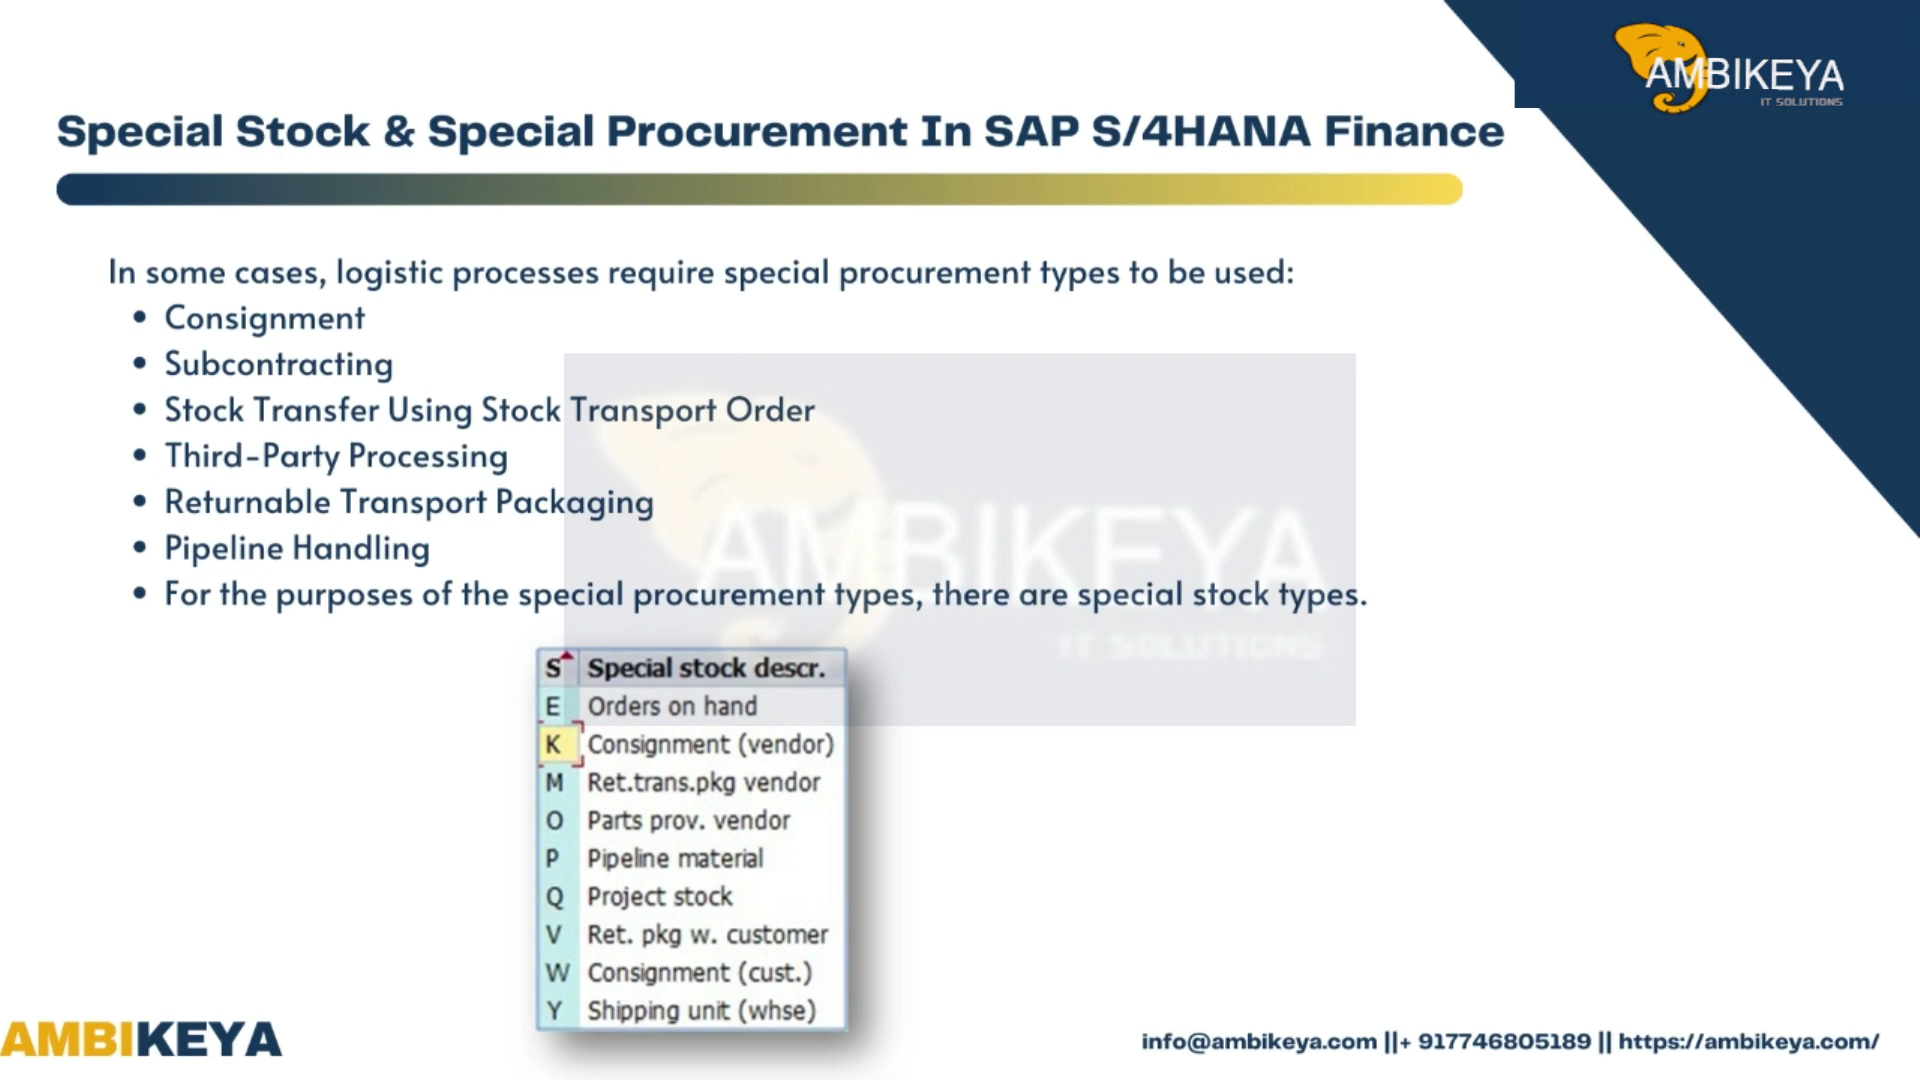 AMBIKEYA
IT SOLUTIONS
Special Stock & Special Procurement In SAP S/4HANA Finance
In some cases, logistic processes require special procurement types to be used:
• Consignment
• Subcontracting
• Stock Transfer Using Stock Transport Order
• Third-Party Processing
• Returnable Transport Packaging
• Pipeline Handling
• For the purposes of the special procurement types, there are special stock types.
AMBIKEYA
IT SOLUTIONS
S Special stock descr.
E Orders on hand
K Consignment (vendor)
M Ret.trans.pkg vendor
O Parts prov. vendor
P Pipeline material
Q Project stock
V Ret. pkg w. customer
W Consignment (cust.)
Y Shipping unit (whse)
AMBIKEYA
info@ambikeya.com ||+ 917746805189 || https://ambikeya.com/